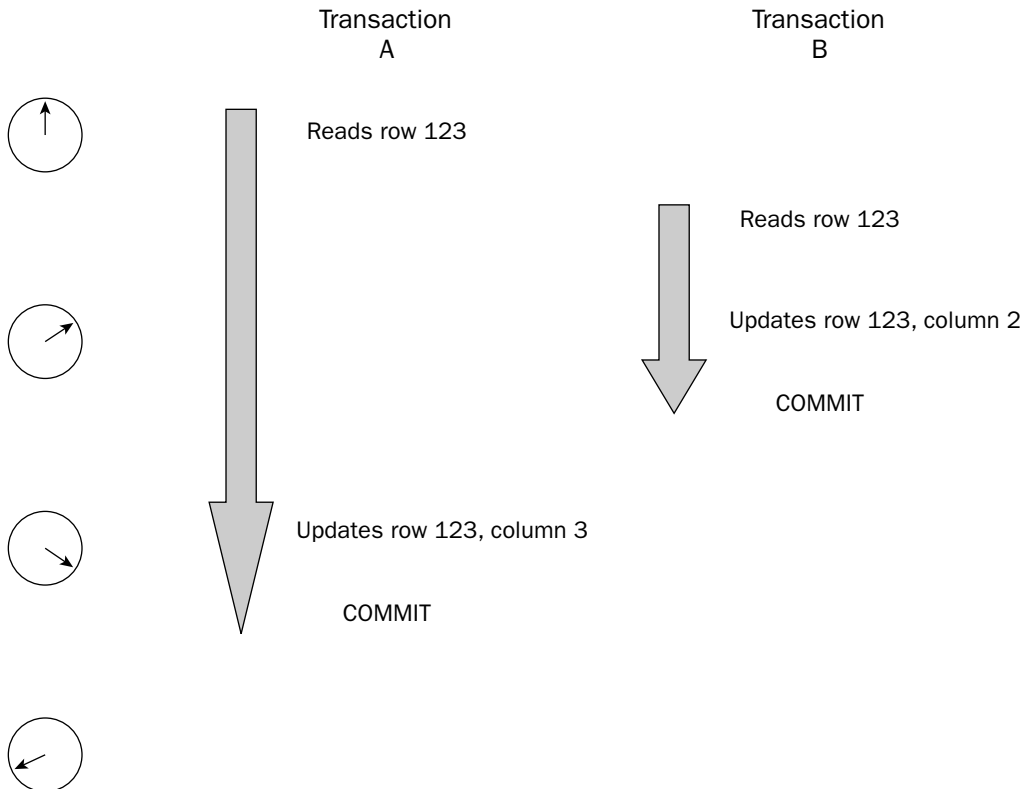 Transaction
A
Transaction
B
Reads row 123
Reads row 123
Updates row 123, column 2
COMMIT
Updates row 123, column 3
COMMIT